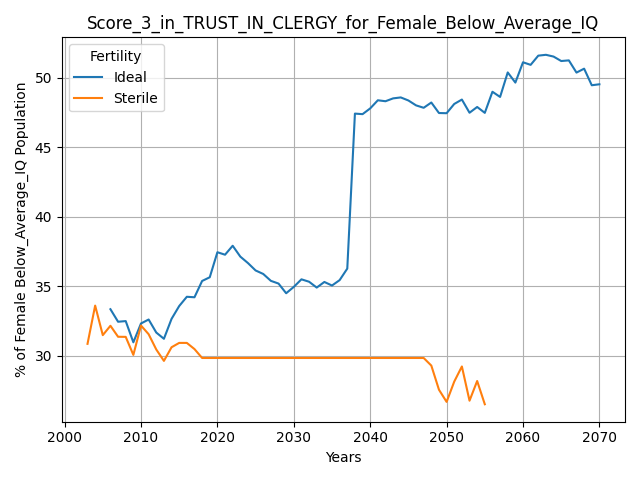 Score_3_in_TRUST_IN_CLERGY_for_Female_Below_Average_IQ
Fertility
Ideal
Sterile
% of Female Below_Average_IQ Population
50
45
40
35
30
2000 2010 2020 2030 2040 2050 2060 2070
Years